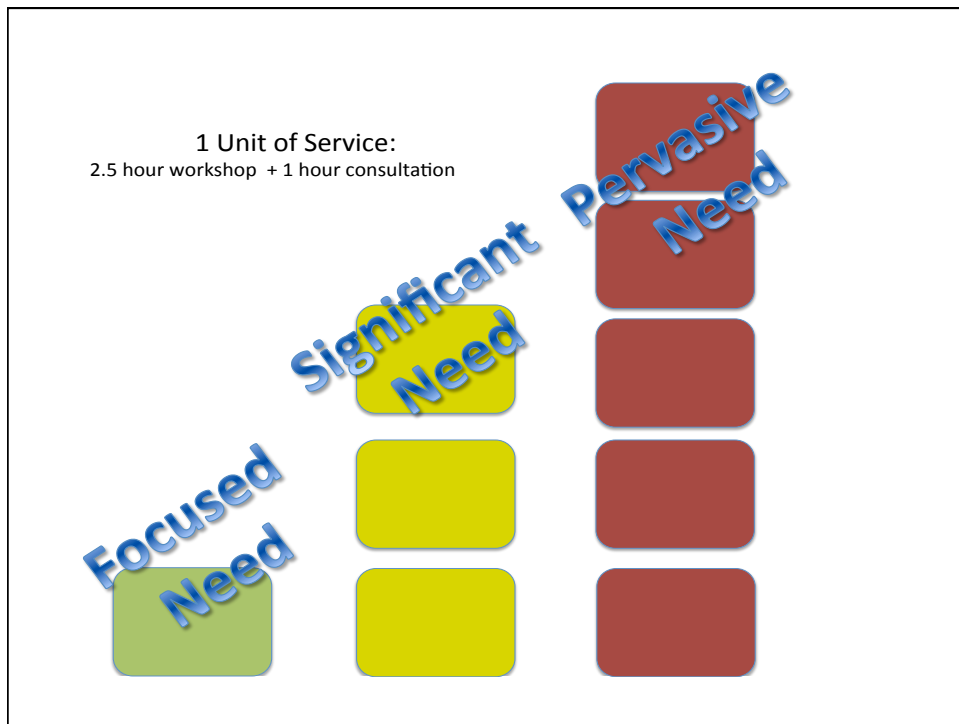 1 Unit of Service:
2.5 hour workshop + 1 hour consultation
Focused
Need
Significant
Need
Pervasive
Need